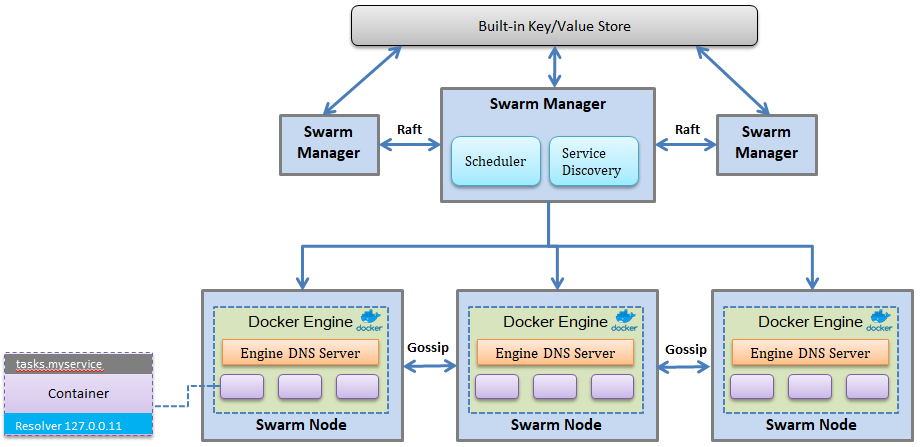 Built-in Key/Value Store
Swarm Manager
Swarm
Manager
Raft
Scheduler
Service
Discovery
Raft
Swarm
Manager
Docker Engine
docker
Engine DNS Server
Swarm Node
Gossip
Docker Engine
docker
Engine DNS Server
Swarm Node
Gossip
Docker Engine
docker
Engine DNS Server
Swarm Node
tasks.myservice
Container
Resolver 127.0.0.11